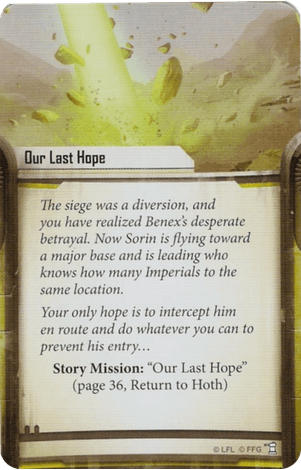 Our Last Hope
The siege was a diversion, and
you have realized Benex's desperate
betrayal. Now Sorin is flying toward
a major base and is leading who
knows how many Imperials to the
same location.
Your only hope is to intercept him
en route and do whatever you can to
prevent his entry…
Story Mission: “Our Last Hope”
(page 36, Return to Hoth)
© LFL © FFG